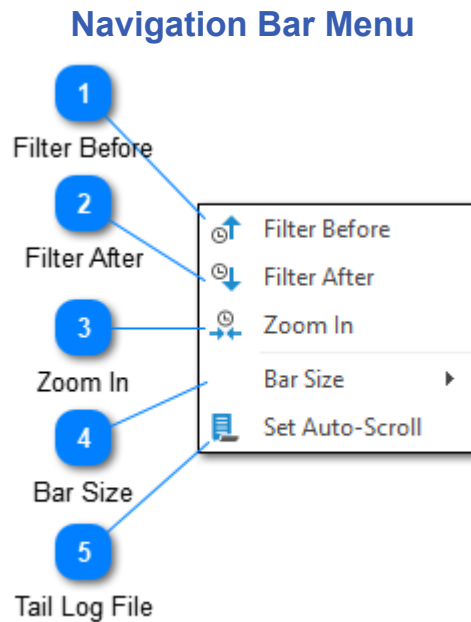 Navigation Bar Menu
1
Filter Before
2
Filter After
3
Zoom In
4
Bar Size
5
Tail Log File
Filter Before
Filter After
Zoom In
Bar Size
Set Auto-Scroll